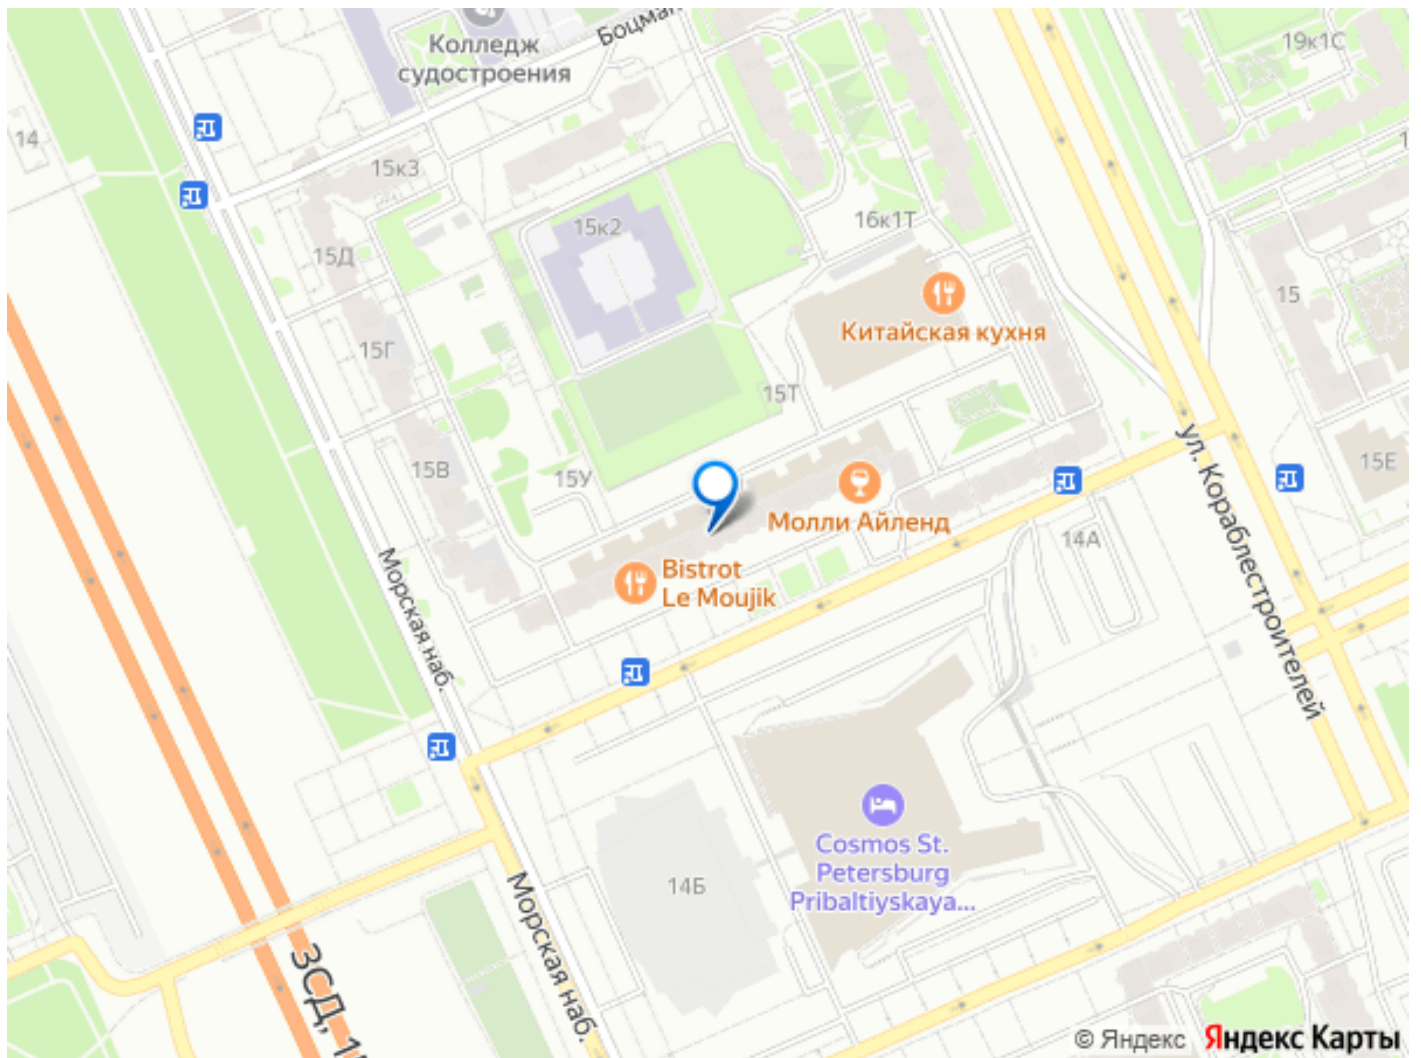 Колледж
судостроения
Боцман
19к1С
14
15к3
15к2
16к1Т
15Д
15
Китайская кухня
15Г
15Т
15В
15У
15Е
ул. Кораблестроителей
Молли Айленд
14А
Морская наб.
Bistrot
Le Moujik
Cosmos St.
Petersburg
Pribaltiyskaya...
14Б
Морская наб.
ЗСД, 1
© Яндекс Яндекс Карты